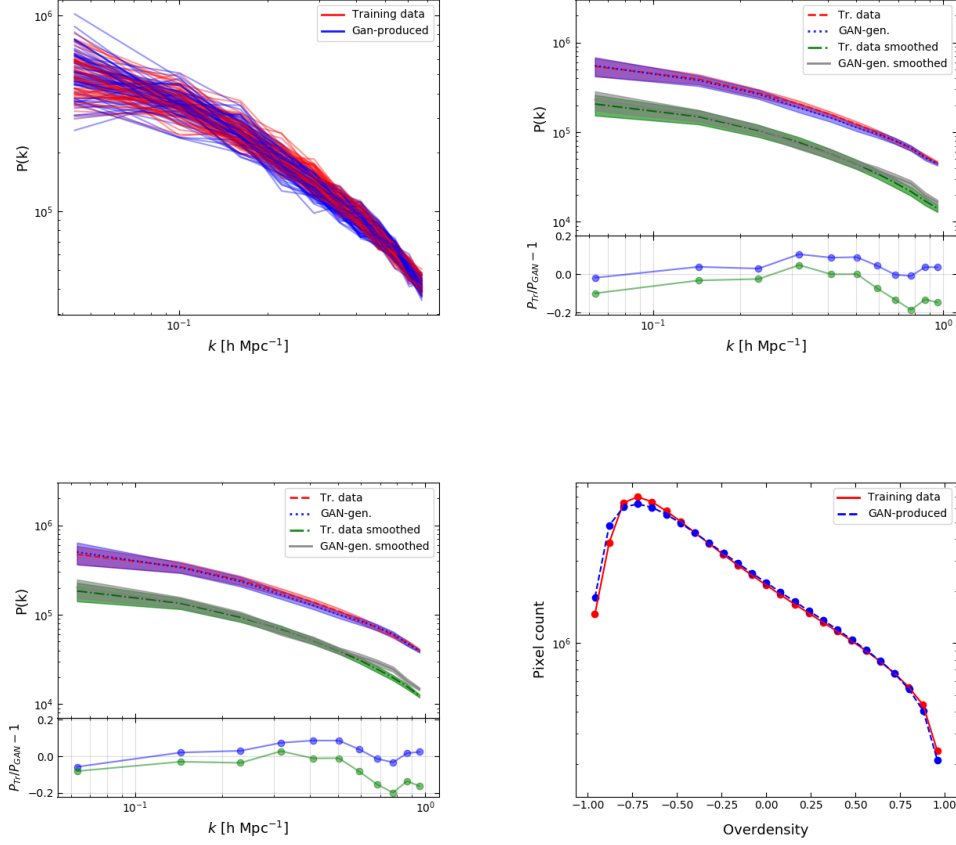 Training data
Gan-produced
10⁶
10⁵
P(k)
10⁻¹
k [h Mpc⁻¹]
Tr. data
GAN-gen.
Tr. data smoothed
GAN-gen. smoothed
10⁶
10⁵
10⁴
P(k)
0.2
0.0
−0.2
P_Tr/P_GAN − 1
10⁻¹
10⁰
k [h Mpc⁻¹]
Tr. data
GAN-gen.
Tr. data smoothed
GAN-gen. smoothed
10⁶
10⁵
10⁴
P(k)
0.2
0.0
−0.2
P_Tr/P_GAN − 1
10⁻¹
10⁰
k [h Mpc⁻¹]
Training data
GAN-produced
10⁶
Pixel count
−1.00 −0.75 −0.50 −0.25 0.00 0.25 0.50 0.75 1.00
Overdensity